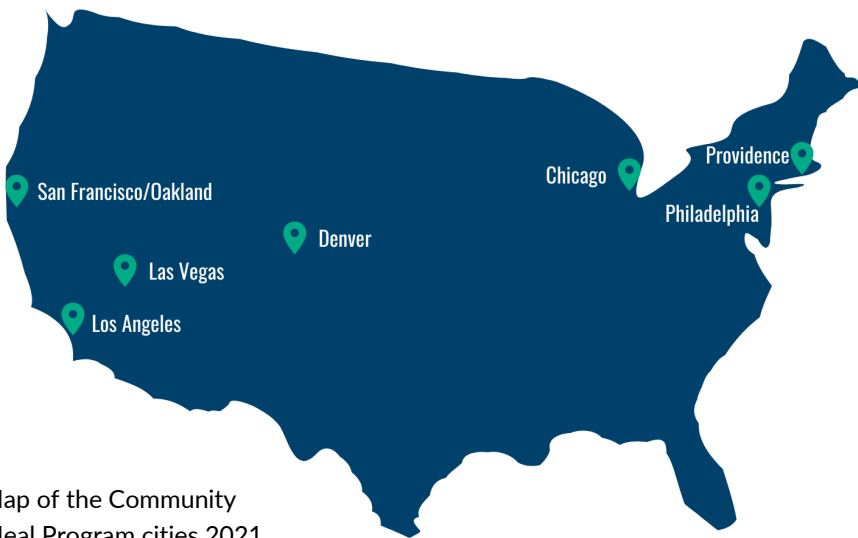 Providence
Chicago
San Francisco/Oakland
Philadelphia
Denver
Las Vegas
Los Angeles
of the Community
Program cities 2021